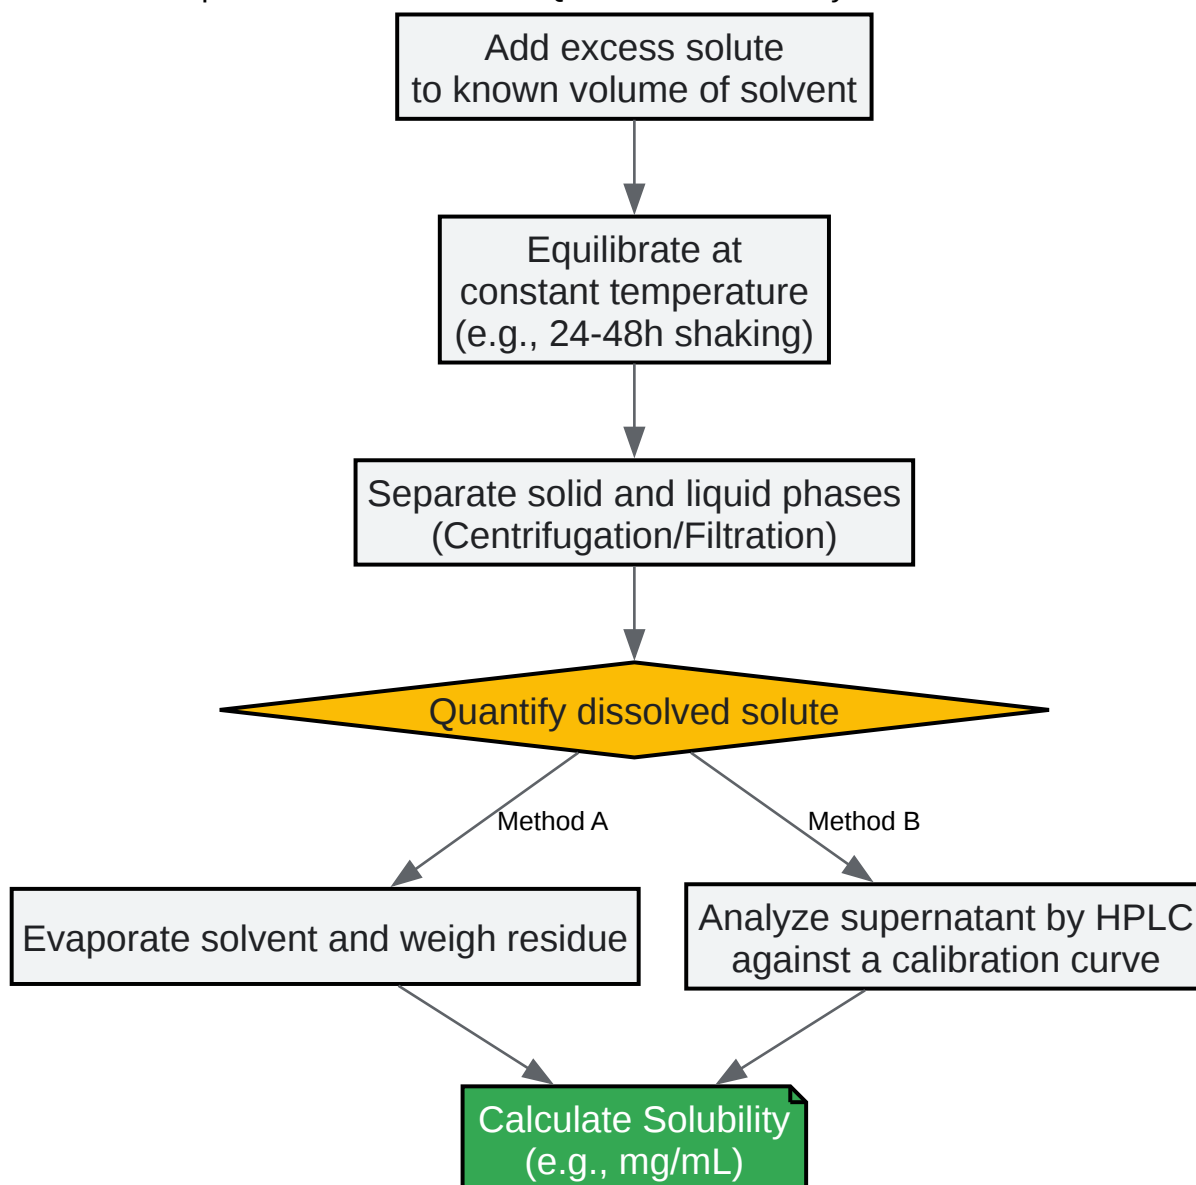 Add excess solute
to known volume of solvent
Equilibrate at
constant temperature
(e.g., 24-48h shaking)
Separate solid and liquid phases
(Centrifugation/Filtration)
Quantify dissolved solute
Method A
Method B
Evaporate solvent and weigh residue
Analyze supernatant by HPLC
against a calibration curve
Calculate Solubility
(e.g., mg/mL)